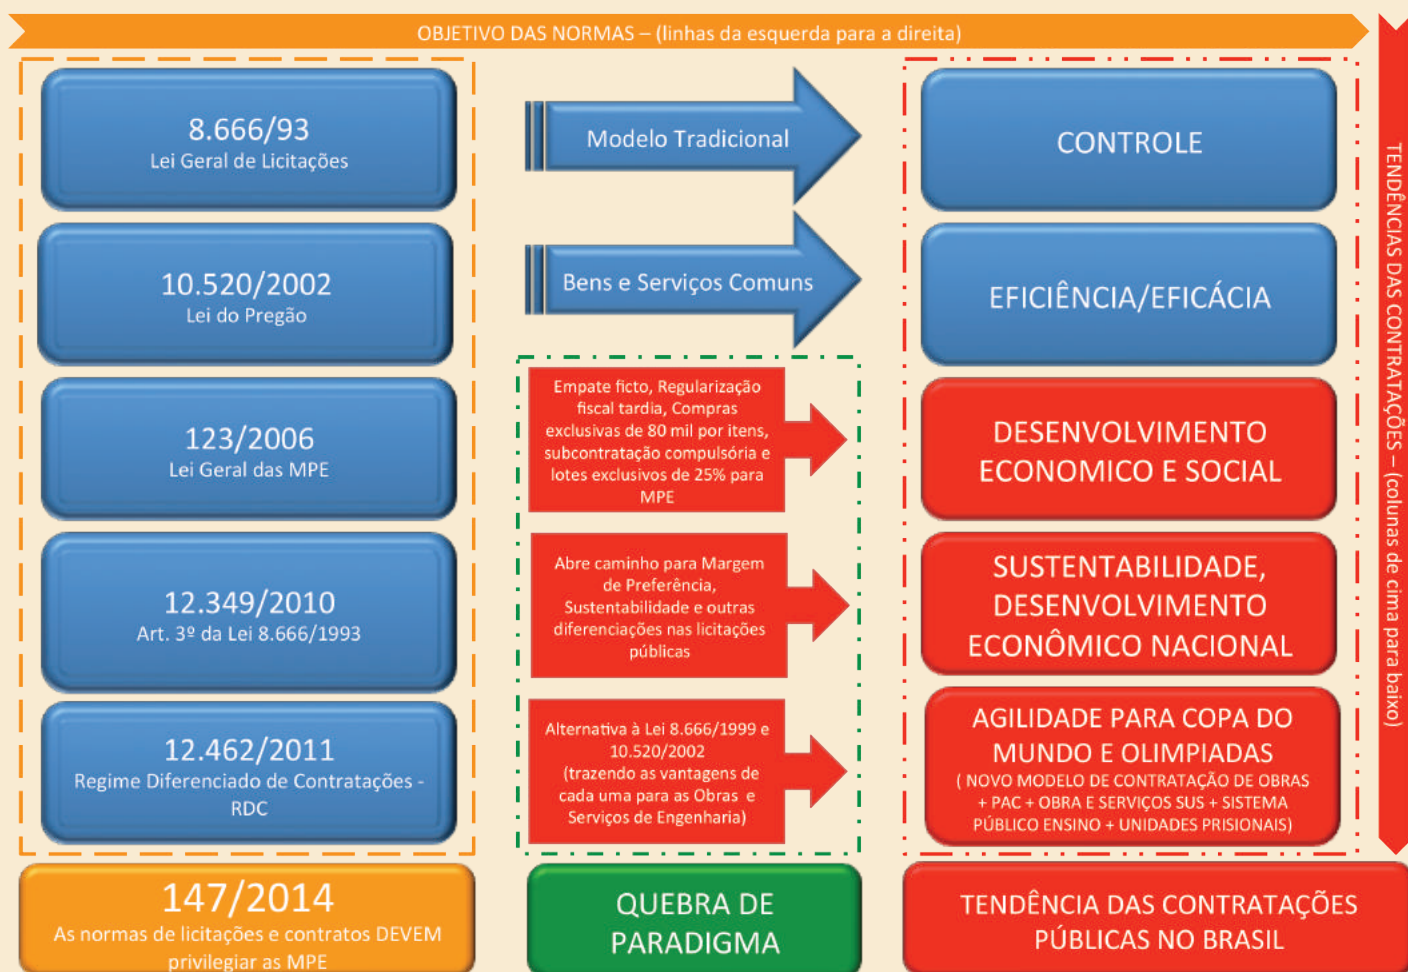 OBJETIVO DAS NORMAS – (linhas da esquerda para a direita)
8.666/93
Lei Geral de Licitações
Modelo Tradicional
CONTROLE
10.520/2002
Lei do Pregão
Bens e Serviços Comuns
EFICIÊNCIA/EFICÁCIA
123/2006
Lei Geral das MPE
Empate ficto, Regularização
fiscal tardia, Compras
exclusivas de 80 mil por itens,
subcontratação compulsória e
lotes exclusivos de 25% para
MPE
DESENVOLVIMENTO
ECONOMICO E SOCIAL
12.349/2010
Art. 3º da Lei 8.666/1993
Abre caminho para Margem
de Preferência,
Sustentabilidade e outras
diferenciações nas licitações
públicas
SUSTENTABILIDADE,
DESENVOLVIMENTO
ECONÔMICO NACIONAL
12.462/2011
Regime Diferenciado de Contratações -
RDC
Alternativa à Lei 8.666/1999 e
10.520/2002
(trazendo as vantagens de
cada uma para as Obras e
Serviços de Engenharia)
AGILIDADE PARA COPA DO
MUNDO E OLIMPIADAS
( NOVO MODELO DE CONTRATAÇÃO DE OBRAS
+ PAC + OBRA E SERVIÇOS SUS + SISTEMA
PÚBLICO ENSINO + UNIDADES PRISIONAIS)
147/2014
As normas de licitações e contratos DEVEM
privilegiar as MPE
QUEBRA DE
PARADIGMA
TENDÊNCIA DAS CONTRATAÇÕES
PÚBLICAS NO BRASIL
TENDÊNCIAS DAS CONTRATAÇÕES – (colunas de cima para baixo)